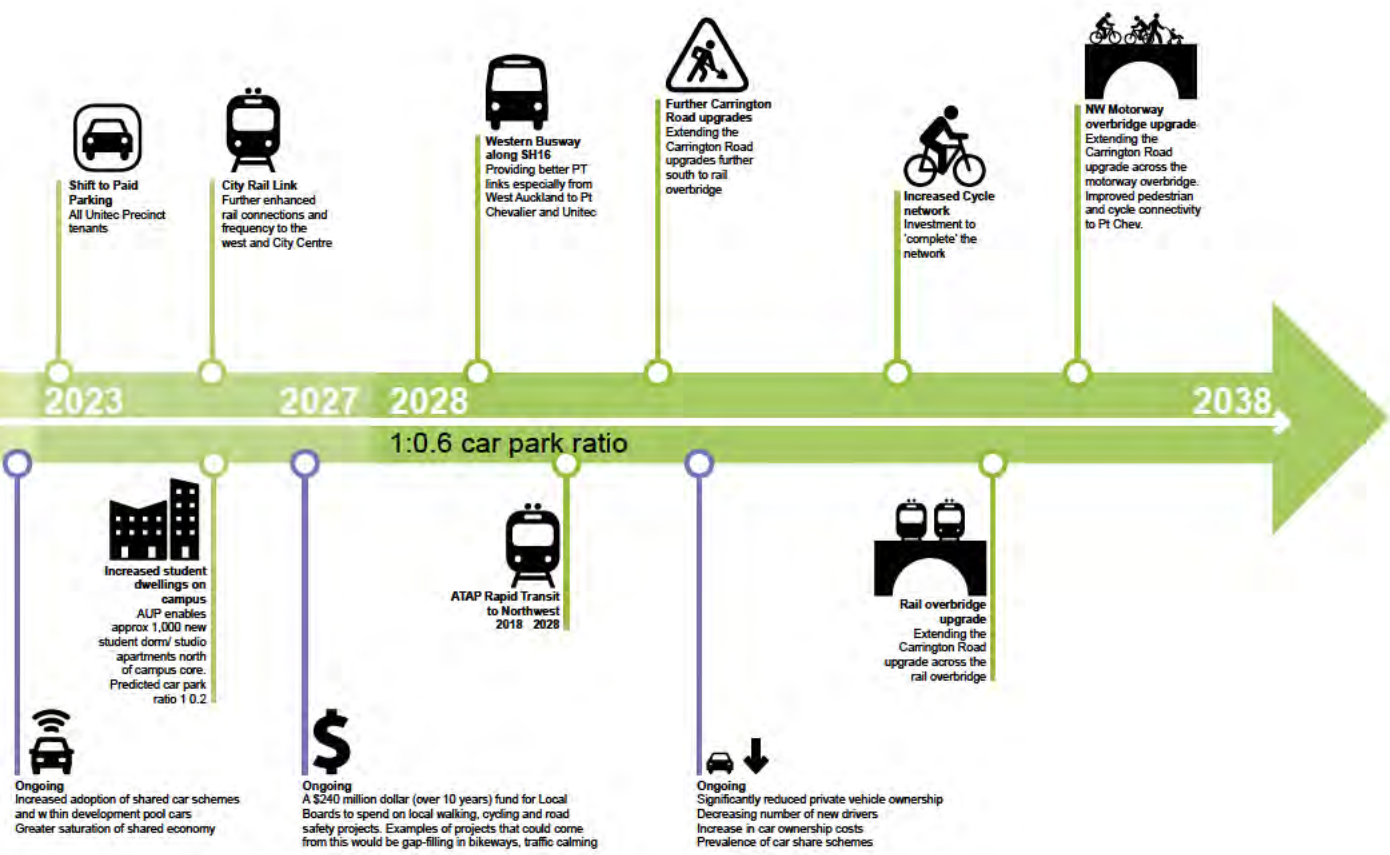 Shift to Paid
Parking
All Unitec Precinct
tenants
City Rail Link
Further enhanced
rail connections and
frequency to the
west and City Centre
Western Busway
along SH16
Providing better PT
links especially from
West Auckland to Pt
Chevalier and Unitec
Further Carrington
Road upgrades
Extending the
Carrington Road
upgrades further
south to rail
overbridge
Increased Cycle
network
Investment to
'complete' the
network
NW Motorway
overbridge upgrade
Extending the
Carrington Road
upgrade across the
motorway overbridge.
Improved pedestrian
and cycle connectivity
to Pt Chev.
2023
2027
2028
2038
1:0.6 car park ratio
Increased student
dwellings on
campus
AUP enables
approx 1,000 new
student dorm/ studio
apartments north
of campus core.
Predicted car park
ratio 1 0.2
ATAP Rapid Transit
to Northwest
2018 2028
Rail overbridge
upgrade
Extending the
Carrington Road
upgrade across the
rail overbridge
$
Ongoing
Increased adoption of shared car schemes
and w thin development pool cars
Greater saturation of shared economy
Ongoing
A $240 million dollar (over 10 years) fund for Local
Boards to spend on local walking, cycling and road
safety projects. Examples of projects that could come
from this would be gap-filling in bikeways, traffic calming
Ongoing
Significantly reduced private vehicle ownership
Decreasing number of new drivers
Increase in car ownership costs
Prevalence of car share schemes